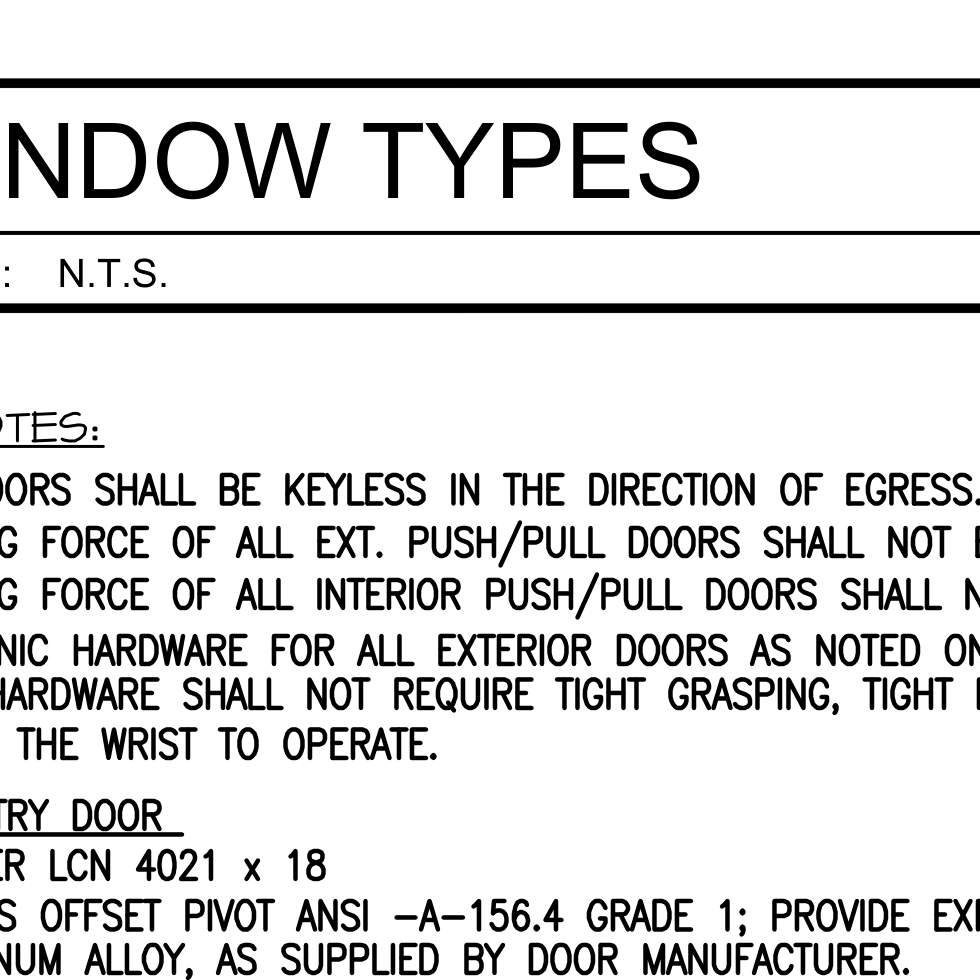 NDOW TYPES
: N.T.S.
OTES:
OORS SHALL BE KEYLESS IN THE DIRECTION OF EGRESS.
G FORCE OF ALL EXT. PUSH/PULL DOORS SHALL NOT
G FORCE OF ALL INTERIOR PUSH/PULL DOORS SHALL N
NIC HARDWARE FOR ALL EXTERIOR DOORS AS NOTED ON
HARDWARE SHALL NOT REQUIRE TIGHT GRASPING, TIGHT
THE WRIST TO OPERATE.
TRY DOOR
ER LCN 4021 x 18
S OFFSET PIVOT ANSI -A-156.4 GRADE 1; PROVIDE EX
NUM ALLOY, AS SUPPLIED BY DOOR MANUFACTURER.